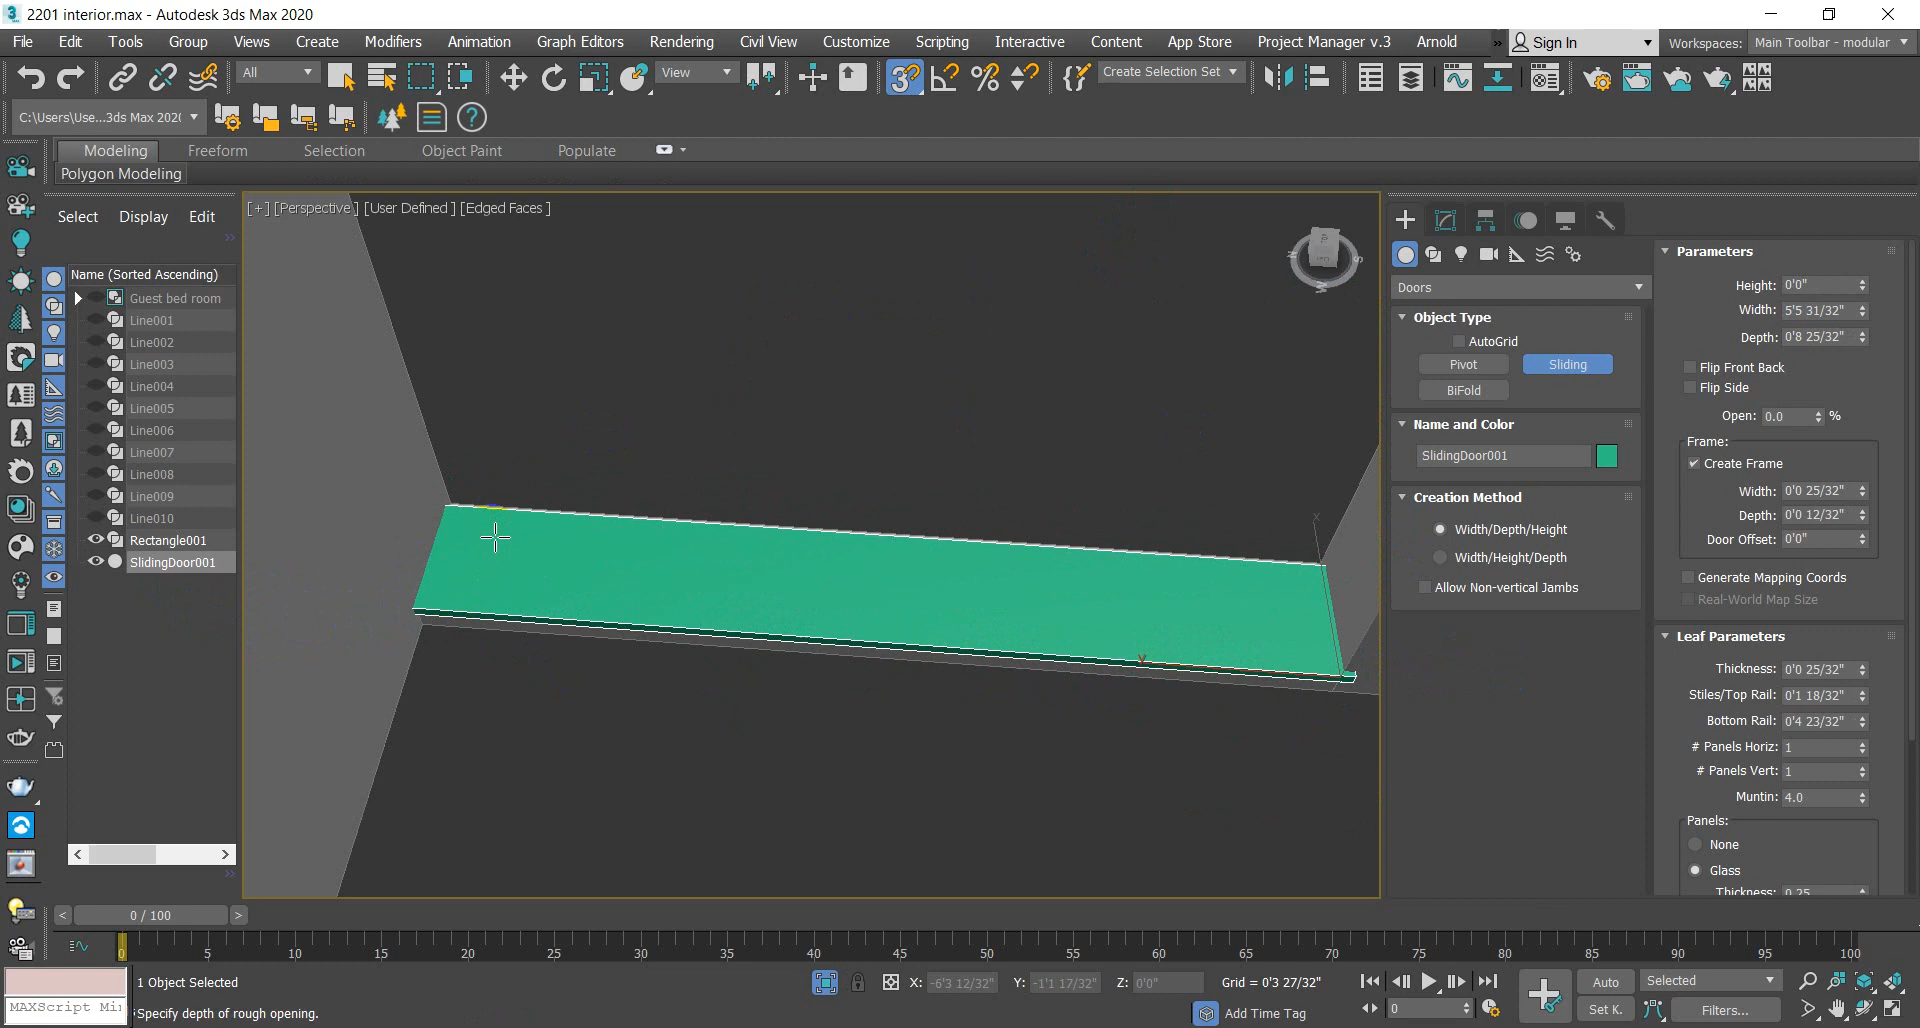 2201 interior.max - Autodesk 3ds Max 2020
File Edit Tools Group Views Create Modifiers Animation Graph Editors Rendering Civil View Customize Scripting Interactive Content App Store Project Manager v.3 Arnold » Sign In Workspaces: Main Toolbar - modular
All View Create Selection Set
C:\Users\Use...3ds Max 202(
Modeling Freeform Selection Object Paint Populate
Polygon Modeling
Select Display Edit
Name (Sorted Ascending)
Guest bed room
Line001
Line002
Line003
Line004
Line005
Line006
Line007
Line008
Line009
Line010
Rectangle001
SlidingDoor001
[+] [Perspective ] [User Defined ] [Edged Faces ]
Doors
Object Type
AutoGrid
Pivot Sliding
BiFold
Name and Color
SlidingDoor001
Creation Method
Width/Depth/Height
Width/Height/Depth
Allow Non-vertical Jambs
Parameters
Height: 0'0"
Width: 5'5 31/32"
Depth: 0'8 25/32"
Flip Front Back
Flip Side
Open: 0.0 %
Frame:
Create Frame
Width: 0'0 25/32"
Depth: 0'0 12/32"
Door Offset: 0'0"
Generate Mapping Coords
Real-World Map Size
Leaf Parameters
Thickness: 0'0 25/32"
Stiles/Top Rail: 0'1 18/32"
Bottom Rail: 0'4 23/32"
# Panels Horiz: 1
# Panels Vert: 1
Muntin: 4.0
Panels:
None
Glass
Thickness: 0.25
< 0 / 100 >
0 5 10 15 20 25 30 35 40 45 50 55 60 65 70 75 80 85 90 95 100
1 Object Selected X: -6'3 12/32" Y: -1'1 17/32" Z: 0'0" Grid = 0'3 27/32" Auto Selected
MAXScript Mi Specify depth of rough opening. Add Time Tag 0 Set K. Filters...